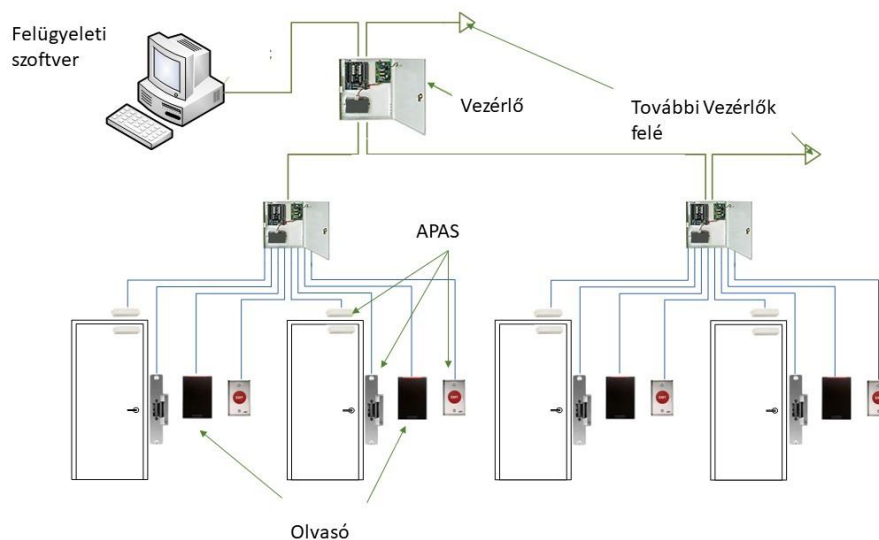 Felügyeleti
szoftver
Vezérlő
További Vezérlők
felé
APAS
Olvasó